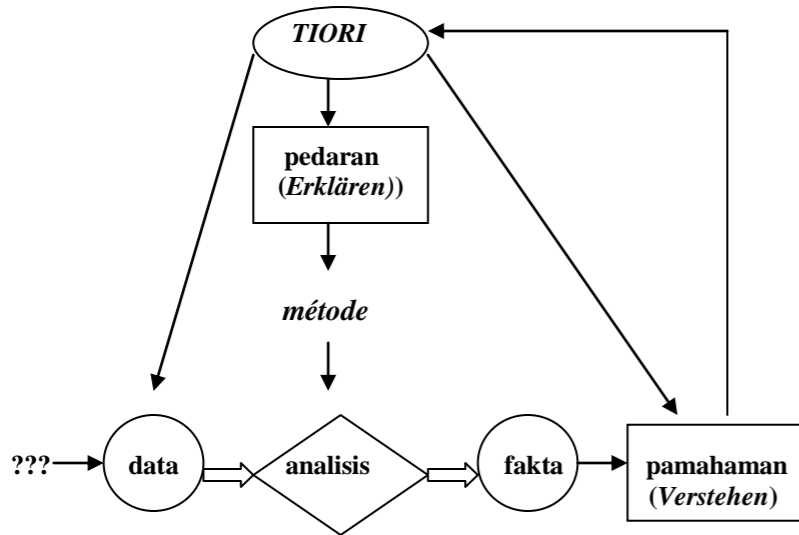 TIORI
pedaran
(Erklären))
métode
??? data analisis fakta pamahaman
(Verstehen)